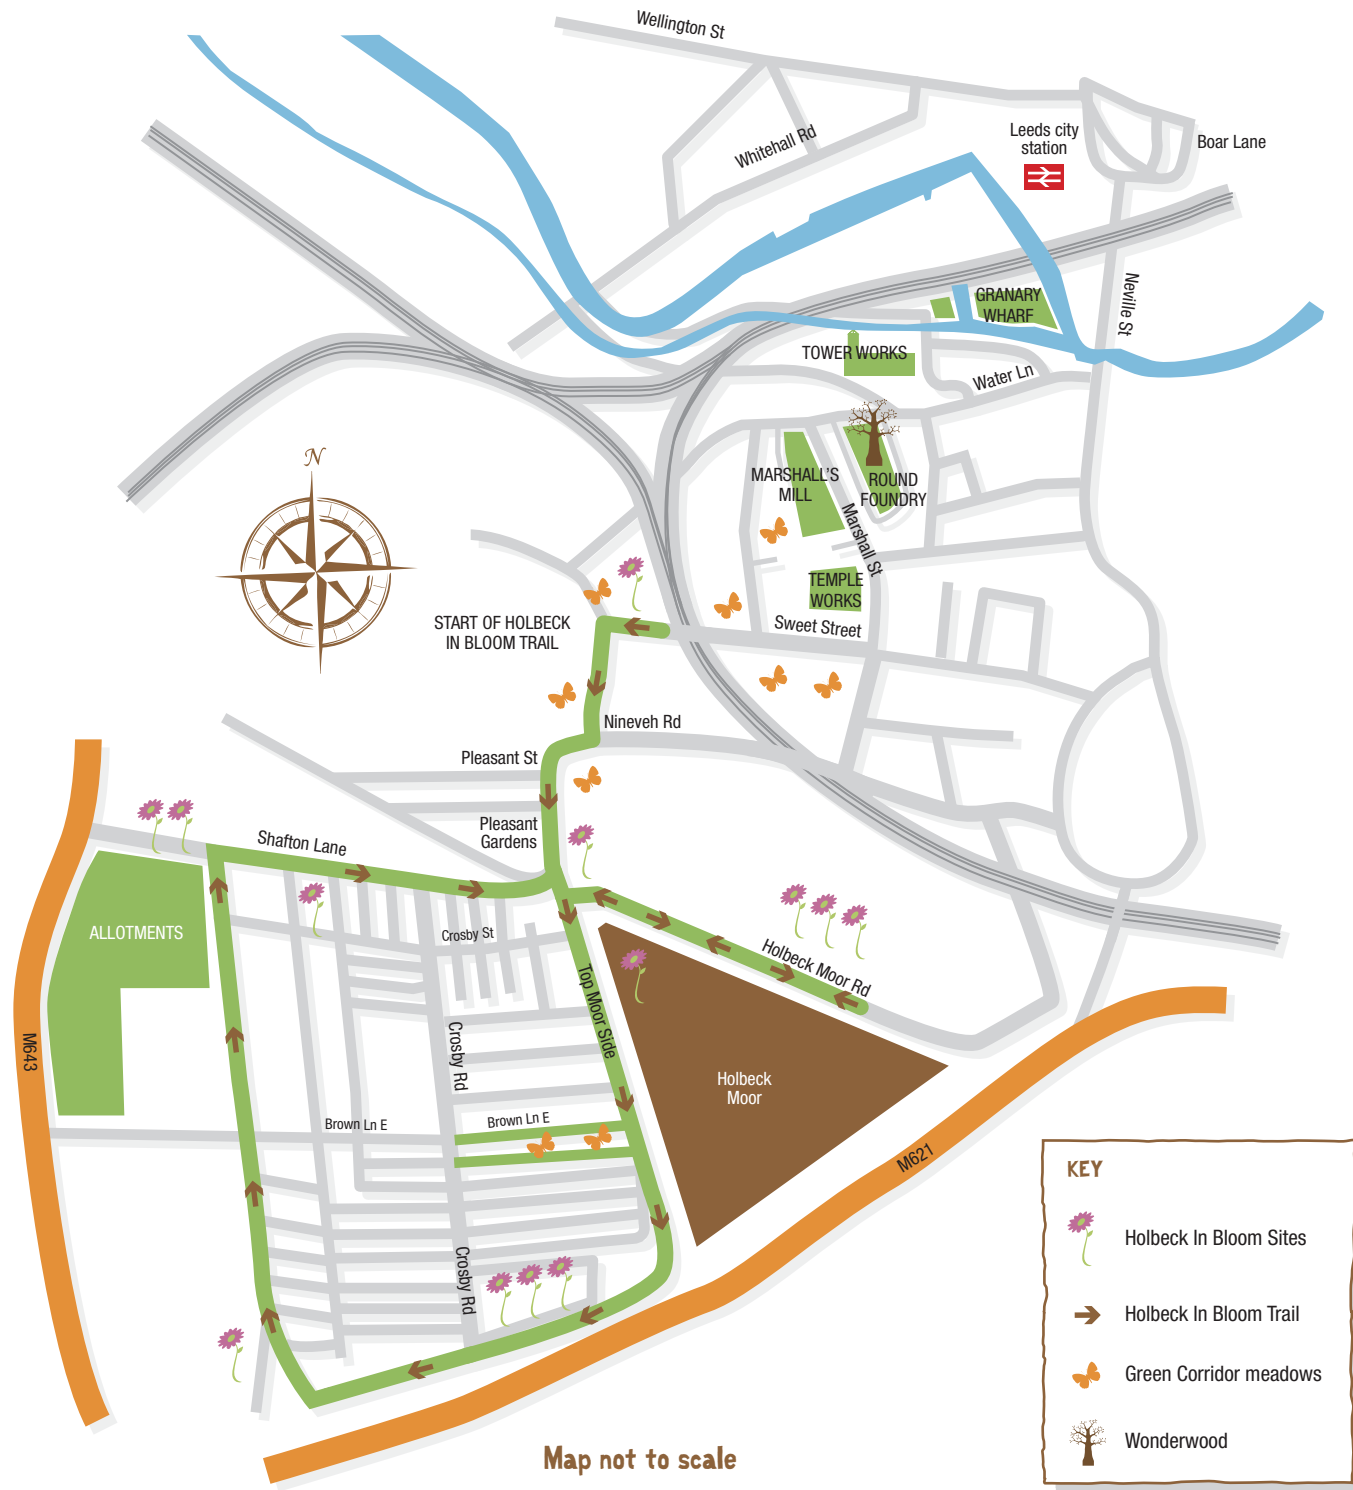 Wellington St
Whitehall Rd
Leeds city
station
Boar Lane
Neville St
GRANARY
WHARF
TOWER WORKS
Water Ln
N
MARSHALL'S
MILL
ROUND
FOUNDRY
Marshall St
TEMPLE
WORKS
Sweet Street
START OF HOLBECK
IN BLOOM TRAIL
Nineveh Rd
Pleasant St
Pleasant
Gardens
Shafton Lane
ALLOTMENTS
Crosby St
Holbeck Moor Rd
Top Moor Side
M643
Crosby Rd
Holbeck
Moor
Brown Ln E
Brown Ln E
M621
Crosby Rd
KEY
Holbeck In Bloom Sites
Holbeck In Bloom Trail
Green Corridor meadows
Wonderwood
Map not to scale